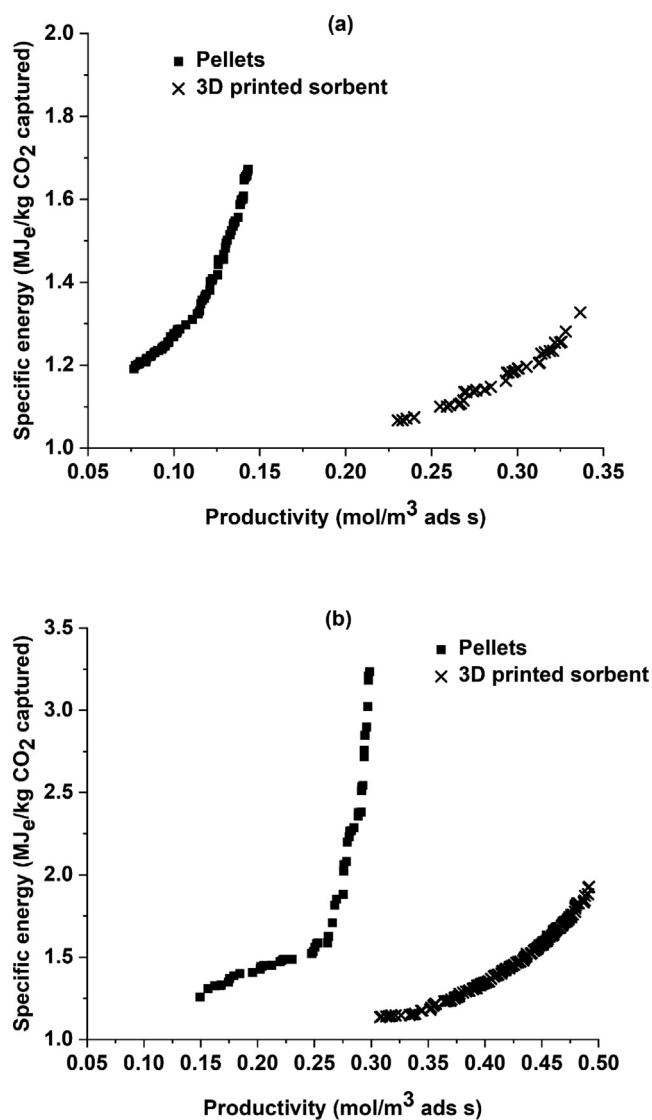 (a)
Pellets
3D printed sorbent
2.0
1.8
1.6
1.4
1.2
1.0
Specific energy (MJe/kg CO2 captured)
0.05 0.10 0.15 0.20 0.25 0.30 0.35
Productivity (mol/m3 ads s)
(b)
Pellets
3D printed sorbent
3.5
3.0
2.5
2.0
1.5
1.0
Specific energy (MJe/kg CO2 captured)
0.05 0.10 0.15 0.20 0.25 0.30 0.35 0.40 0.45 0.50
Productivity (mol/m3 ads s)